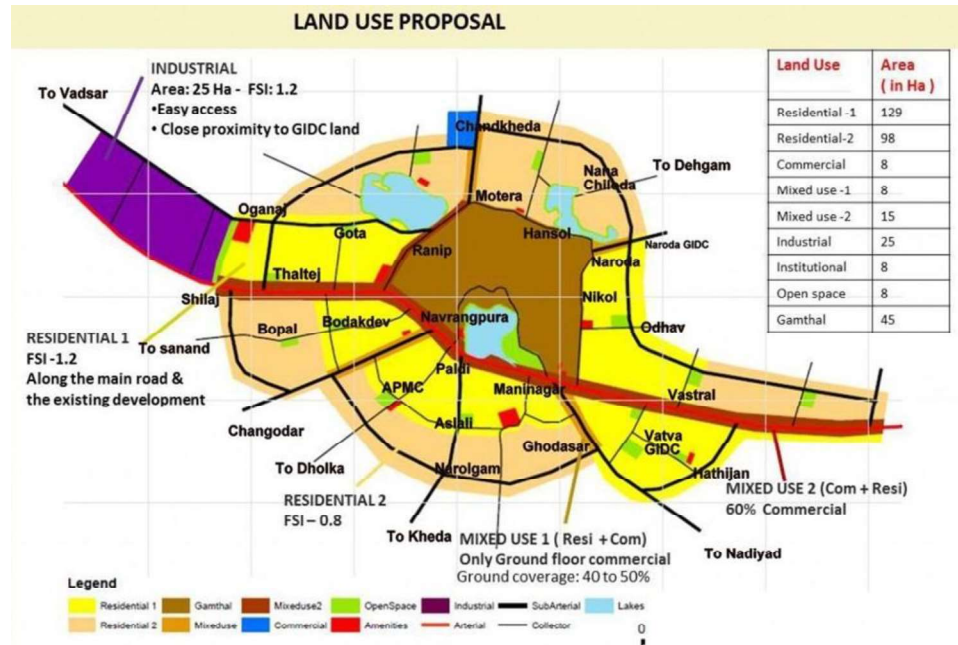 LAND USE PROPOSAL
INDUSTRIAL
Area: 25 Ha - FSI: 1.2
•Easy access
• Close proximity to GIDC land
To Vadsar
Land Use Area
( in Ha )
Residential -1 129
Residential-2 98
Commercial 8
Mixed use -1 8
Mixed use -2 15
Industrial 25
Institutional 8
Open space 8
Gamthal 45
Chandkheda
To Dehgam
Nana
Chiloda
Motera
Oganaj
Gota
Ranip
Hansol
Naroda GIDC
Naroda
Thaltej
Shilaj
Nikol
Bopal
Bodakdev
Navrangpura
Odhav
RESIDENTIAL 1
FSI -1.2
Along the main road &
the existing development
To sanand
Paldi
APMC
Maninagar
Vastral
Aslali
Changodar
Ghodasar
Vatva
GIDC
To Dholka
Narolgam
Hathijan
RESIDENTIAL 2
FSI – 0.8
MIXED USE 2 (Com + Resi)
60% Commercial
To Kheda
MIXED USE 1 ( Resi + Com)
Only Ground floor commercial
Ground coverage: 40 to 50%
To Nadiyad
Legend
Residential 1 Gamthal Mixeduse2 OpenSpace Industrial SubArterial Lakes
Residential 2 Mixeduse Commercial Amenities Arterial Collector
0